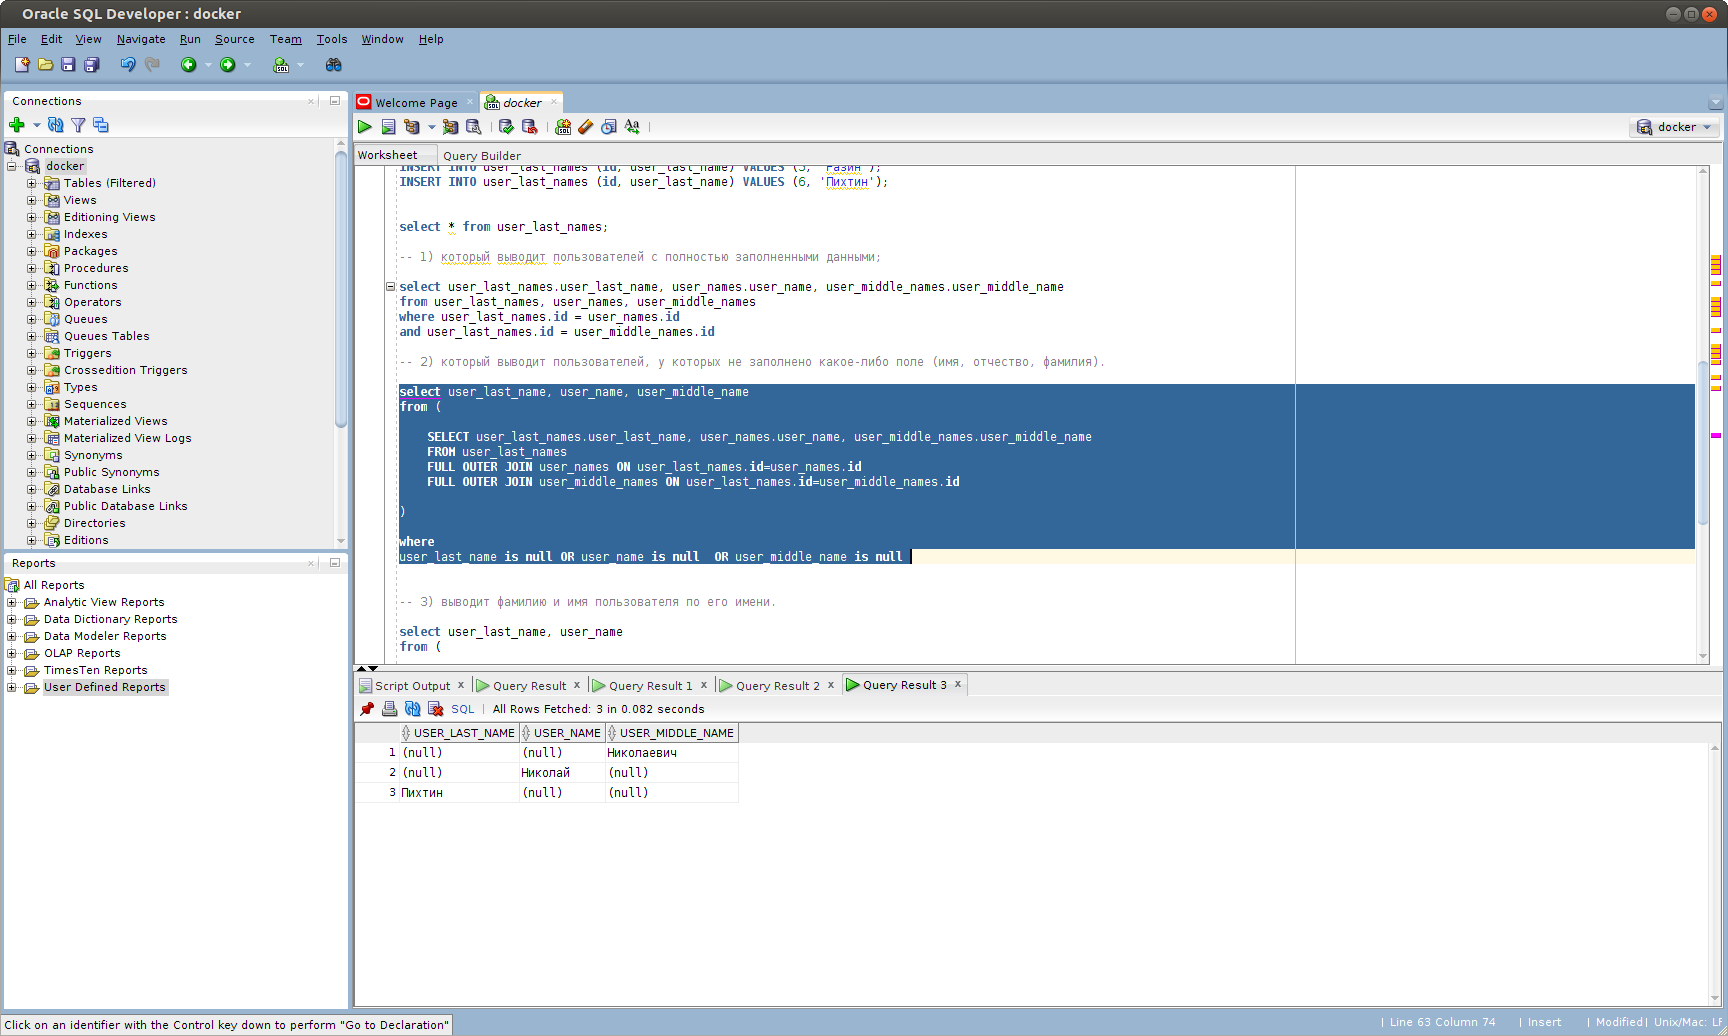 Oracle SQL Developer : docker
File Edit View Navigate Run Source Team Tools Window Help
Connections
Welcome Page
docker
docker
Worksheet
Query Builder
Connections
docker
Tables (Filtered)
Views
Editioning Views
Indexes
Packages
Procedures
Functions
Operators
Queues
Queues Tables
Triggers
Crossedition Triggers
Types
Sequences
Materialized Views
Materialized View Logs
Synonyms
Public Synonyms
Database Links
Public Database Links
Directories
Editions
Reports
All Reports
Analytic View Reports
Data Dictionary Reports
Data Modeler Reports
OLAP Reports
TimesTen Reports
User Defined Reports
INSERT INTO user_last_names (id, user_last_name) VALUES (5, 'Разин');
INSERT INTO user_last_names (id, user_last_name) VALUES (6, 'Пихтин');
select * from user_last_names;
-- 1) который выводит пользователей с полностью заполненными данными;
select user_last_names.user_last_name, user_names.user_name, user_middle_names.user_middle_name
from user_last_names, user_names, user_middle_names
where user_last_names.id = user_names.id
and user_last_names.id = user_middle_names.id
-- 2) который выводит пользователей, у которых не заполнено какое-либо поле (имя, отчество, фамилия).
select user_last_name, user_name, user_middle_name
from (
SELECT user_last_names.user_last_name, user_names.user_name, user_middle_names.user_middle_name
FROM user_last_names
FULL OUTER JOIN user_names ON user_last_names.id=user_names.id
FULL OUTER JOIN user_middle_names ON user_last_names.id=user_middle_names.id
)
where
user_last_name is null OR user_name is null OR user_middle_name is null
-- 3) выводит фамилию и имя пользователя по его имени.
select user_last_name, user_name
from (
Script Output x Query Result x Query Result 1 x Query Result 2 x Query Result 3 x
SQL | All Rows Fetched: 3 in 0.082 seconds
USER_LAST_NAME USER_NAME USER_MIDDLE_NAME
1 (null) (null) Николаевич
2 (null) Николай (null)
3 Пихтин (null) (null)
Click on an identifier with the Control key down to perform "Go to Declaration"
| Line 63 Column 74 | Insert | Modified | Unix/Mac: LF